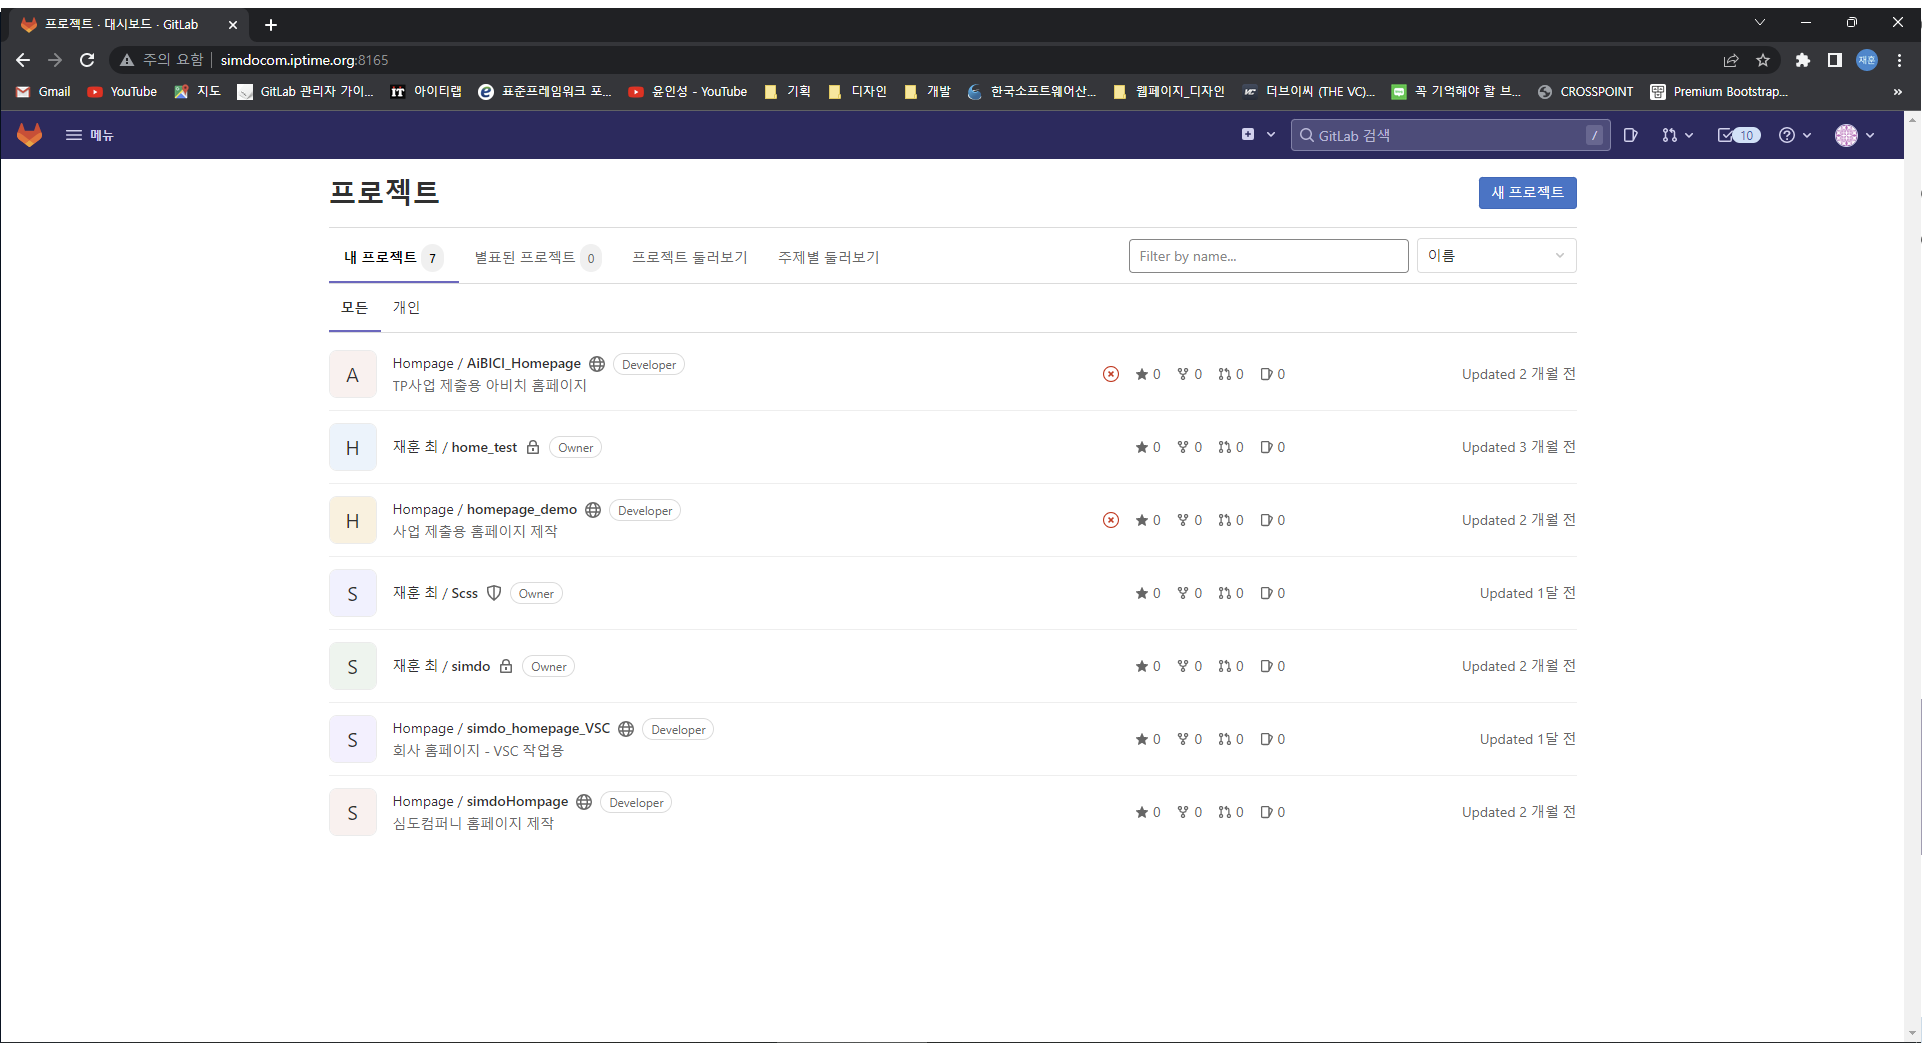 프로젝트 · 대시보드 · GitLab
주의 요함 simdocom.iptime.org:8165 재훈
Gmail YouTube 지도 GitLab 관리자 가이... 아이티랩 표준프레임워크 포... 윤인성 - YouTube 기획 디자인 개발 한국소프트웨어산... 웹페이지_디자인 더브이씨 (THE VC)... 꼭 기억해야 할 브... CROSSPOINT Premium Bootstrap... »
메뉴 GitLab 검색 / 10
프로젝트 새 프로젝트
내 프로젝트 7 별표된 프로젝트 0 프로젝트 둘러보기 주제별 둘러보기 Filter by name... 이름
모든 개인
A Hompage / AiBICI_Homepage Developer 0 0 0 0 Updated 2 개월 전
TP사업 제출용 아비치 홈페이지
H 재훈 최 / home_test Owner 0 0 0 0 Updated 3 개월 전
H Hompage / homepage_demo Developer 0 0 0 0 Updated 2 개월 전
사업 제출용 홈페이지 제작
S 재훈 최 / Scss Owner 0 0 0 0 Updated 1달 전
S 재훈 최 / simdo Owner 0 0 0 0 Updated 2 개월 전
S Hompage / simdo_homepage_VSC Developer 0 0 0 0 Updated 1달 전
회사 홈페이지 - VSC 작업용
S Hompage / simdoHompage Developer 0 0 0 0 Updated 2 개월 전
심도컴퍼니 홈페이지 제작